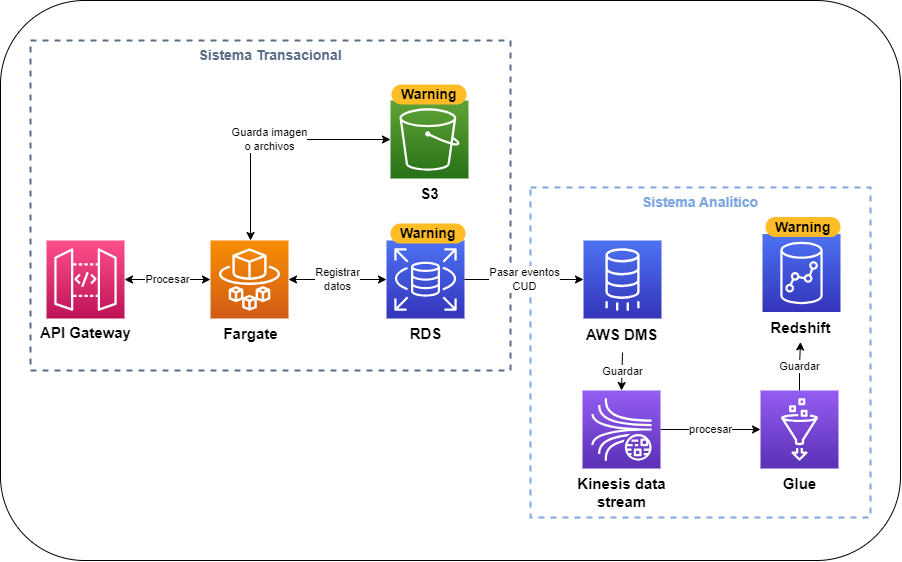 Sistema Transacional
Warning
Guarda imagen
o archivos
S3
Sistema Analítico
Warning
Warning
Procesar
Registrar
datos
Pasar eventos
CUD
API Gateway
Fargate
RDS
AWS DMS
Redshift
Guardar
Guardar
procesar
Kinesis data
stream
Glue